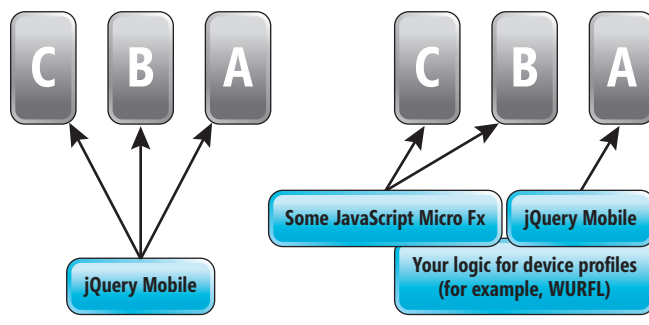 C B A
jQuery Mobile
C B A
Some JavaScript Micro Fx
jQuery Mobile
Your logic for device profiles
(for example, WURFL)